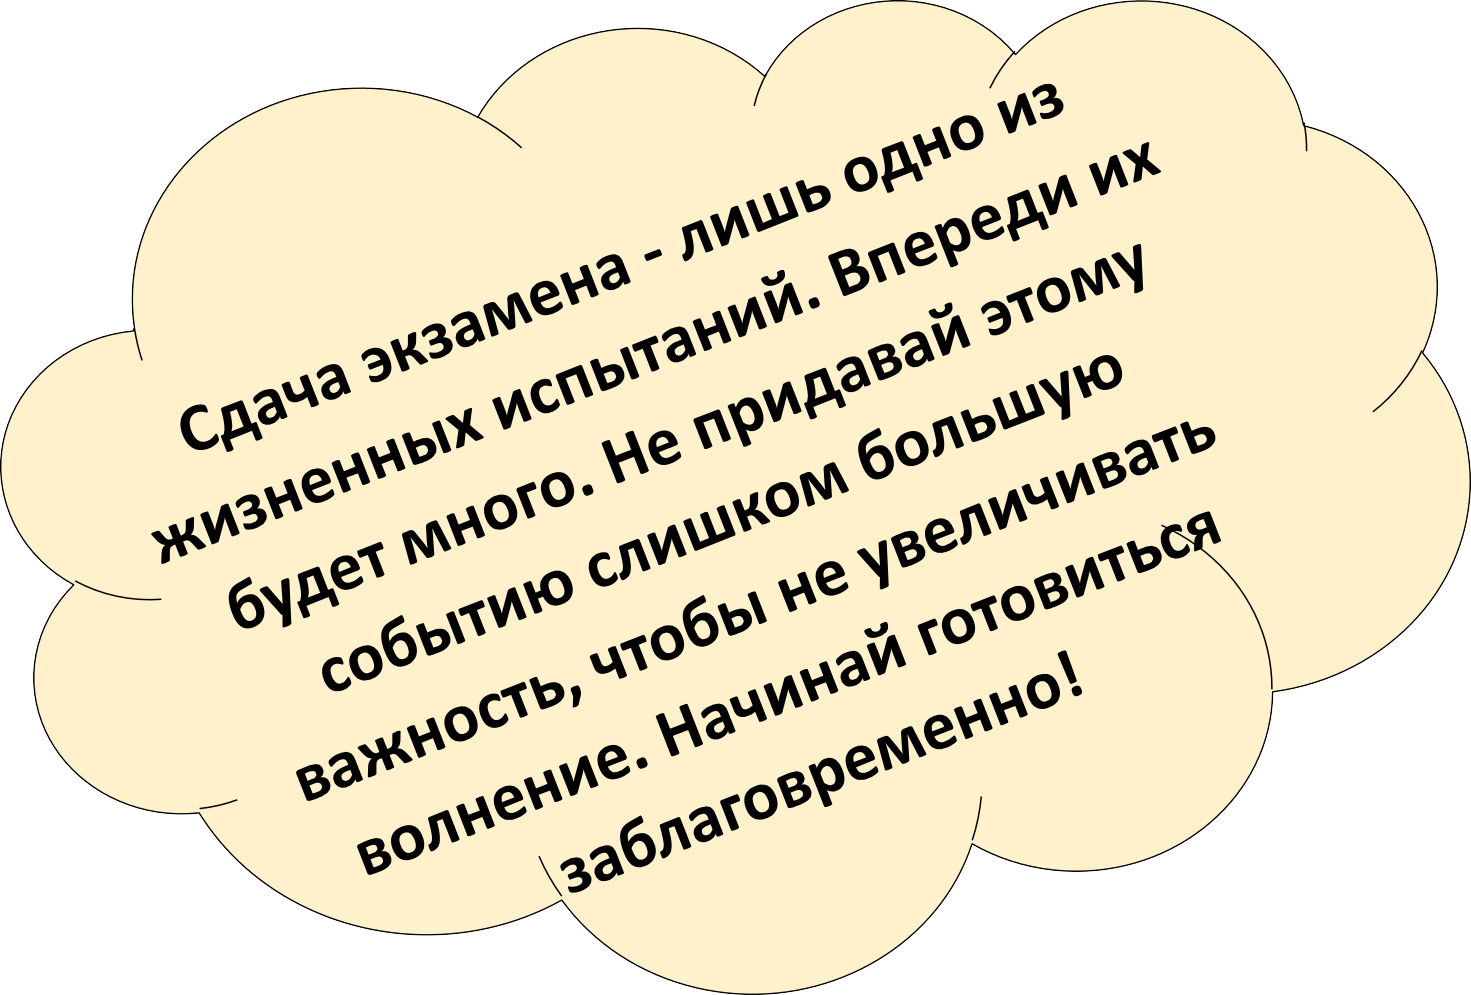 Сдача экзамена - лишь одно из
жизненных испытаний. Впереди их
будет много. Не придавай этому
событию слишком большую
важность, чтобы не увеличивать
волнение. Начинай готовиться
заблаговременно!